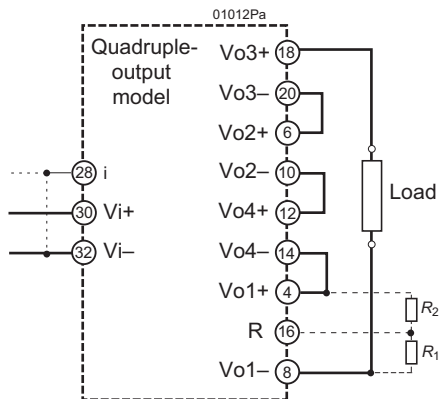 01012Pa
Quadruple-
output
model
Vo3+ 18
Vo3– 20
Vo2+ 6
Vo2– 10
Vo4+ 12
Vo4– 14
Vo1+ 4
R 16
Vo1– 8
28 i
30 Vi+
32 Vi–
Load
R2
R1